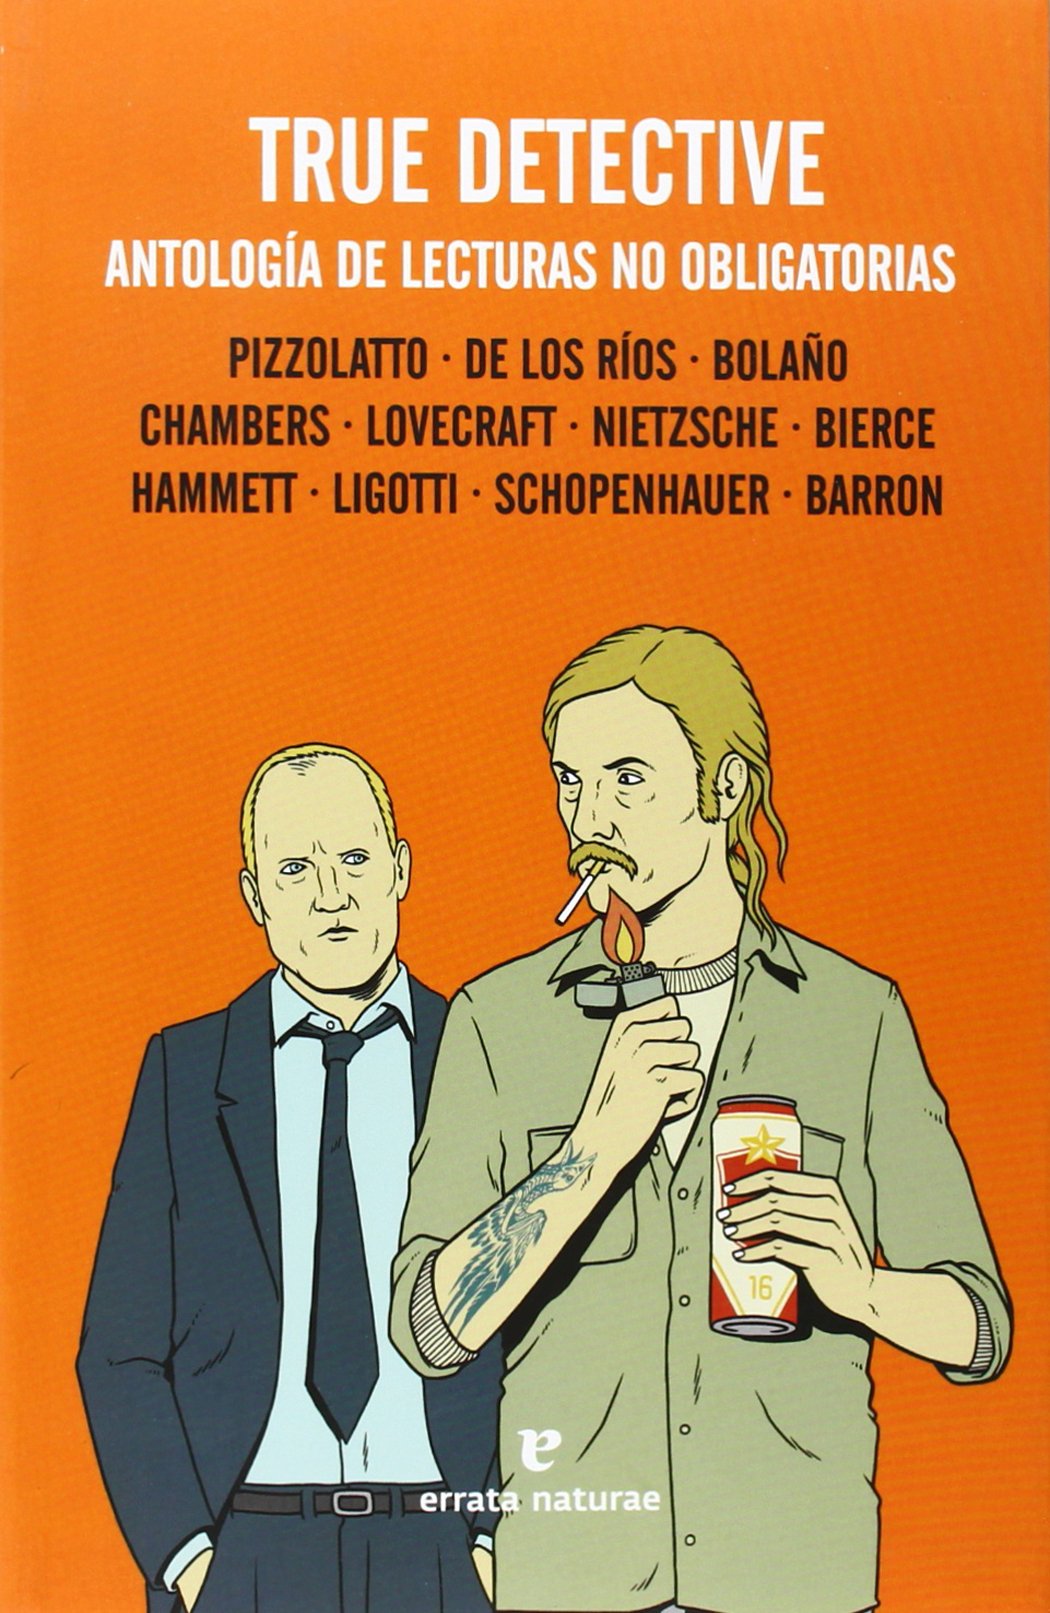 TRUE DETECTIVE
ANTOLOGÍA DE LECTURAS NO OBLIGATORIAS
PIZZOLATTO · DE LOS RÍOS · BOLAÑO
CHAMBERS · LOVECRAFT · NIETZSCHE · BIERCE
HAMMETT · LIGOTTI · SCHOPENHAUER · BARRON
16
e
errata naturae